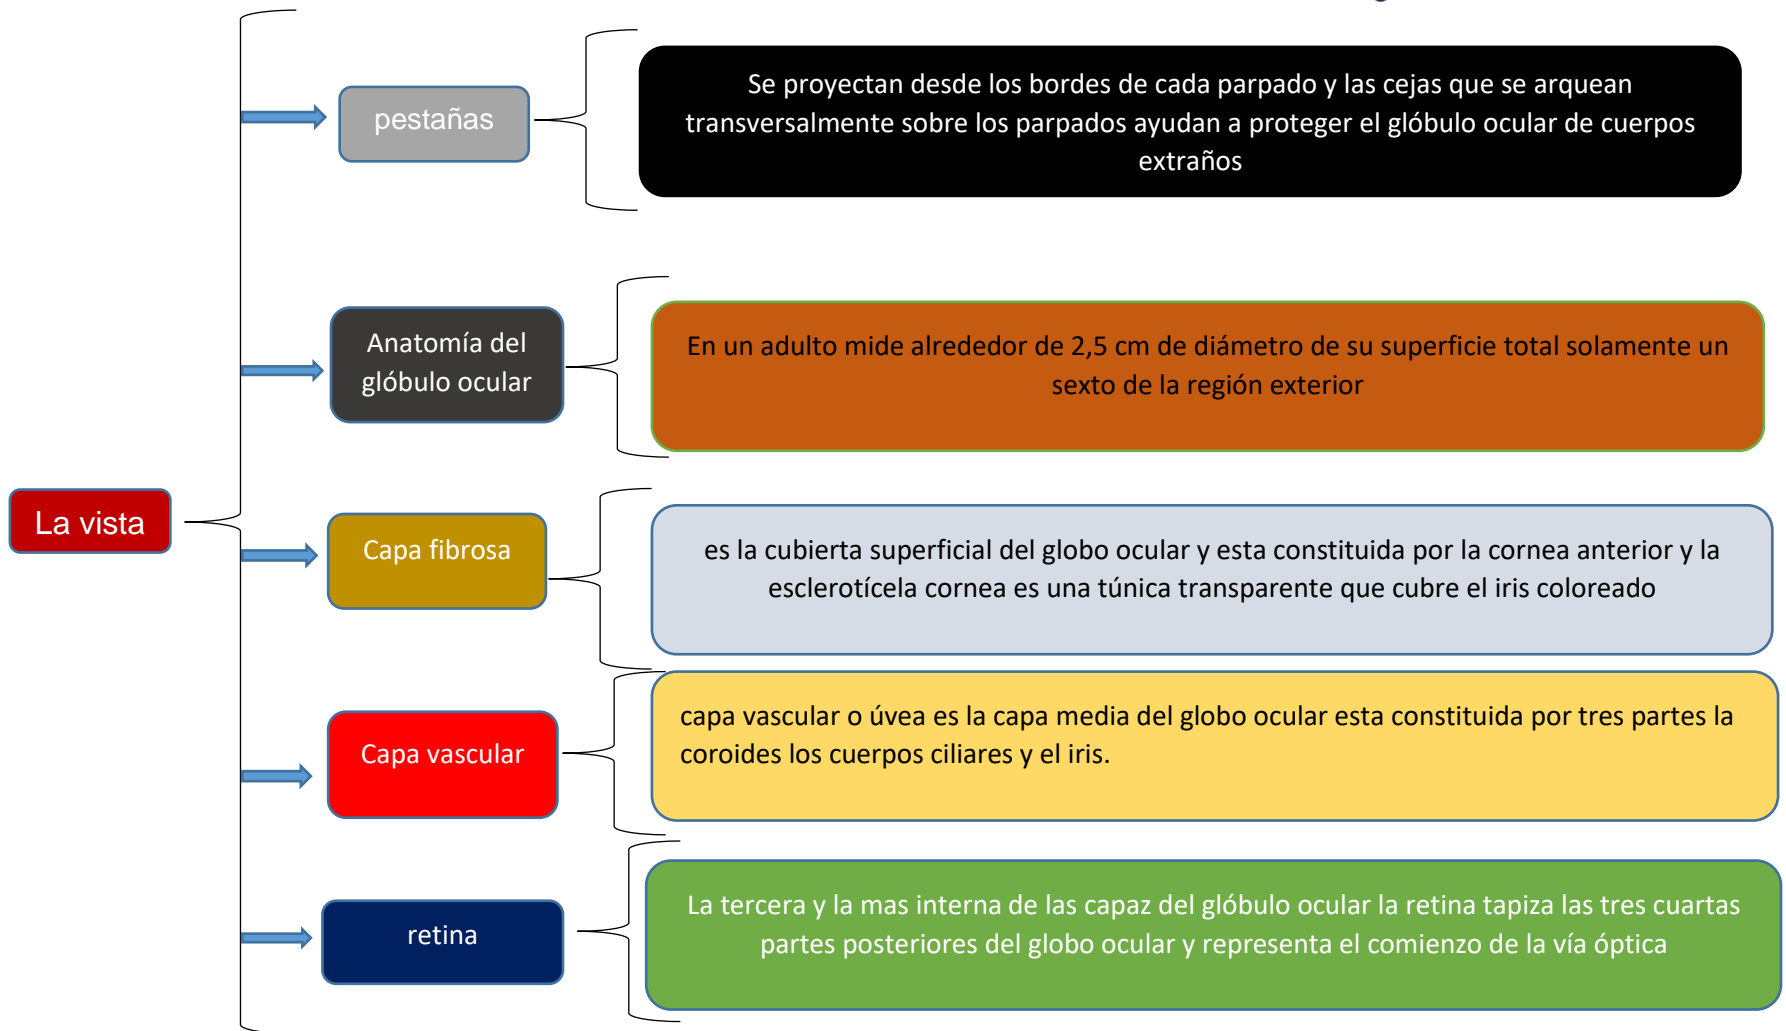 pestañas
Se proyectan desde los bordes de cada parpado y las cejas que se arquean
transversalmente sobre los parpados ayudan a proteger el glóbulo ocular de cuerpos
extraños
Anatomía del
glóbulo ocular
En un adulto mide alrededor de 2,5 cm de diámetro de su superficie total solamente un
sexto de la región exterior
La vista
Capa fibrosa
es la cubierta superficial del globo ocular y esta constituida por la cornea anterior y la
esclerotícela cornea es una túnica transparente que cubre el iris coloreado
Capa vascular
capa vascular o úvea es la capa media del globo ocular esta constituida por tres partes la
coroides los cuerpos ciliares y el iris.
retina
La tercera y la mas interna de las capaz del glóbulo ocular la retina tapiza las tres cuartas
partes posteriores del globo ocular y representa el comienzo de la vía óptica